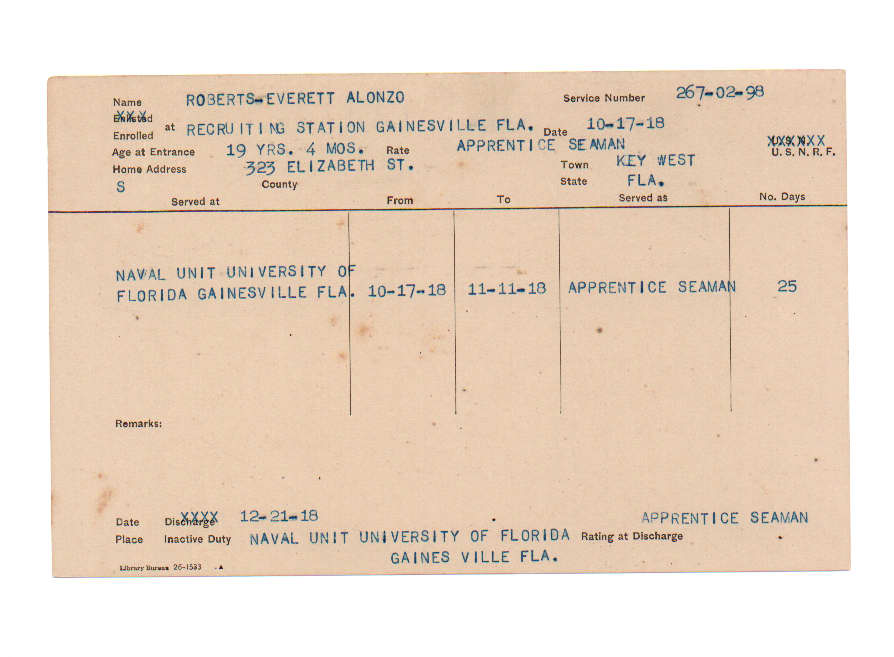 Name ROBERTS-EVERETT ALONZO Service Number 267-02-98
Enlisted
Enrolled at RECRUITING STATION GAINESVILLE FLA. Date 10-17-18
Age at Entrance 19 YRS. 4 MOS. Rate APPRENTICE SEAMAN U. S. N. R. F.
Home Address 323 ELIZABETH ST. Town KEY WEST
S County State FLA.
Served at From To Served as No. Days
NAVAL UNIT UNIVERSITY OF
FLORIDA GAINESVILLE FLA. 10-17-18 11-11-18 APPRENTICE SEAMAN 25
Remarks:
Date Discharge 12-21-18 APPRENTICE SEAMAN
Place Inactive Duty NAVAL UNIT UNIVERSITY OF FLORIDA Rating at Discharge
GAINES VILLE FLA.
Library Bureau 26-1583 .A